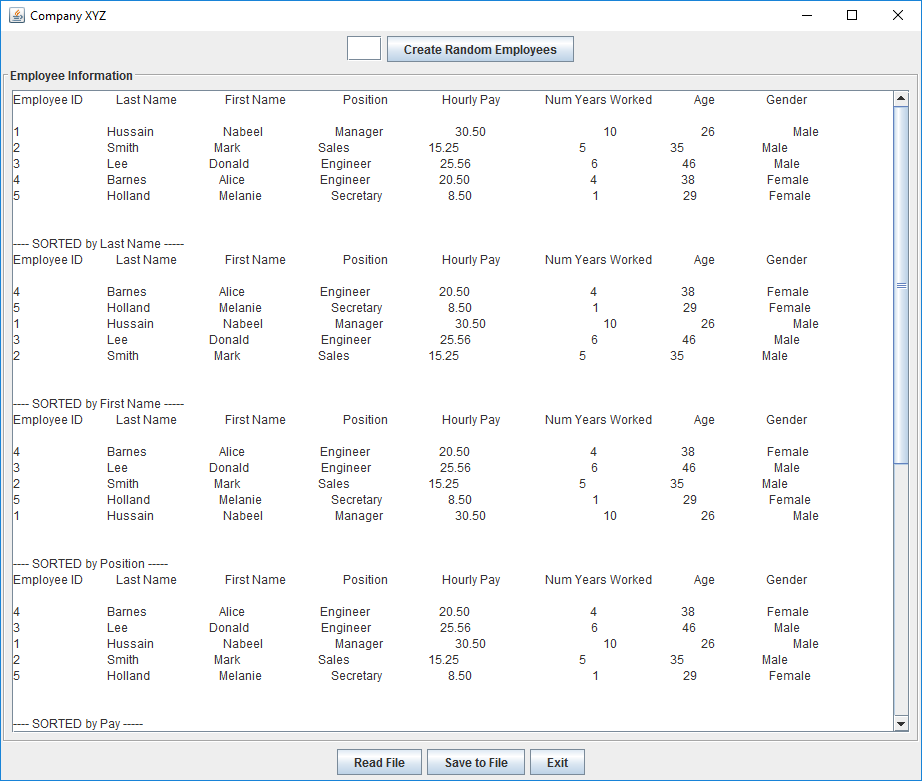 Company XYZ
Create Random Employees
Employee Information
Employee ID Last Name First Name Position Hourly Pay Num Years Worked Age Gender
1 Hussain Nabeel Manager 30.50 10 26 Male
2 Smith Mark Sales 15.25 5 35 Male
3 Lee Donald Engineer 25.56 6 46 Male
4 Barnes Alice Engineer 20.50 4 38 Female
5 Holland Melanie Secretary 8.50 1 29 Female
---- SORTED by Last Name -----
Employee ID Last Name First Name Position Hourly Pay Num Years Worked Age Gender
4 Barnes Alice Engineer 20.50 4 38 Female
5 Holland Melanie Secretary 8.50 1 29 Female
1 Hussain Nabeel Manager 30.50 10 26 Male
3 Lee Donald Engineer 25.56 6 46 Male
2 Smith Mark Sales 15.25 5 35 Male
---- SORTED by First Name -----
Employee ID Last Name First Name Position Hourly Pay Num Years Worked Age Gender
4 Barnes Alice Engineer 20.50 4 38 Female
3 Lee Donald Engineer 25.56 6 46 Male
2 Smith Mark Sales 15.25 5 35 Male
5 Holland Melanie Secretary 8.50 1 29 Female
1 Hussain Nabeel Manager 30.50 10 26 Male
---- SORTED by Position -----
Employee ID Last Name First Name Position Hourly Pay Num Years Worked Age Gender
4 Barnes Alice Engineer 20.50 4 38 Female
3 Lee Donald Engineer 25.56 6 46 Male
1 Hussain Nabeel Manager 30.50 10 26 Male
2 Smith Mark Sales 15.25 5 35 Male
5 Holland Melanie Secretary 8.50 1 29 Female
---- SORTED by Pay -----
Read File Save to File Exit